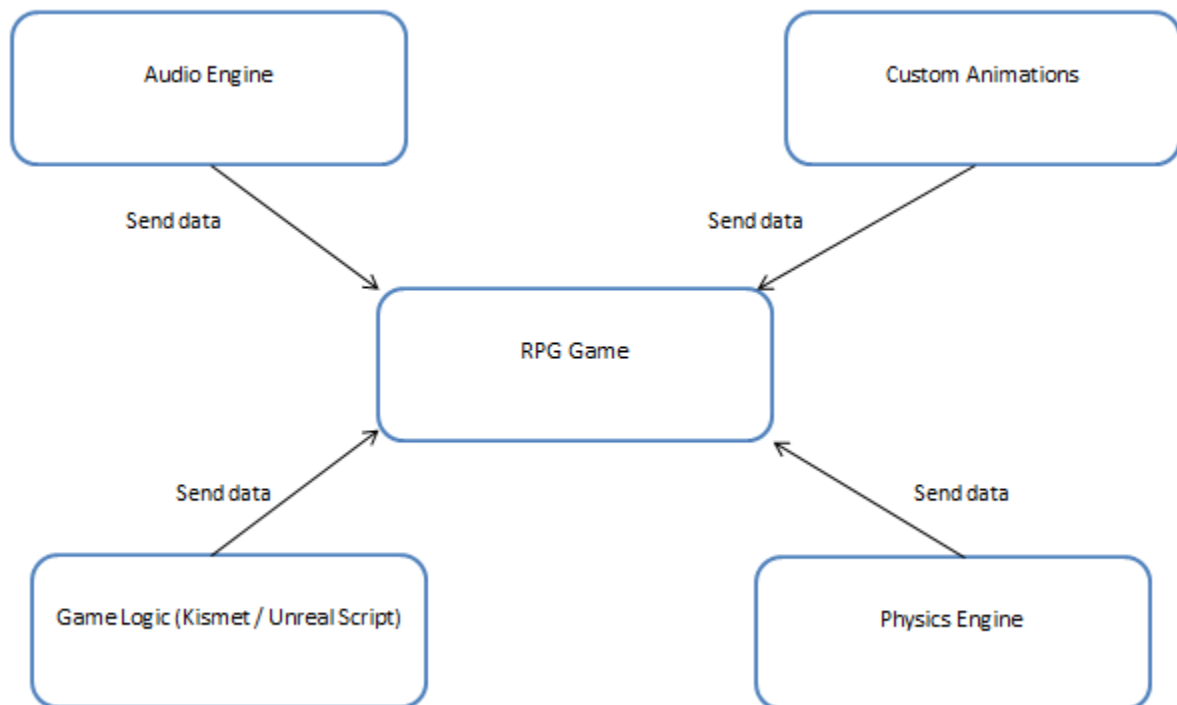 Audio Engine
Custom Animations
Send data
Send data
RPG Game
Send data
Send data
Game Logic (Kismet / Unreal Script)
Physics Engine